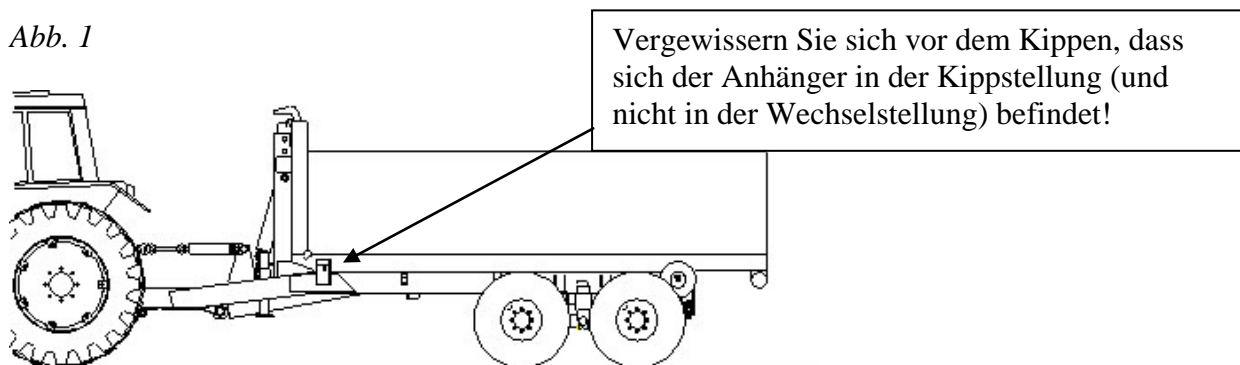 Abb. 1
Vergewissern Sie sich vor dem Kippen, dass
sich der Anhänger in der Kippstellung (und
nicht in der Wechselstellung) befindet!